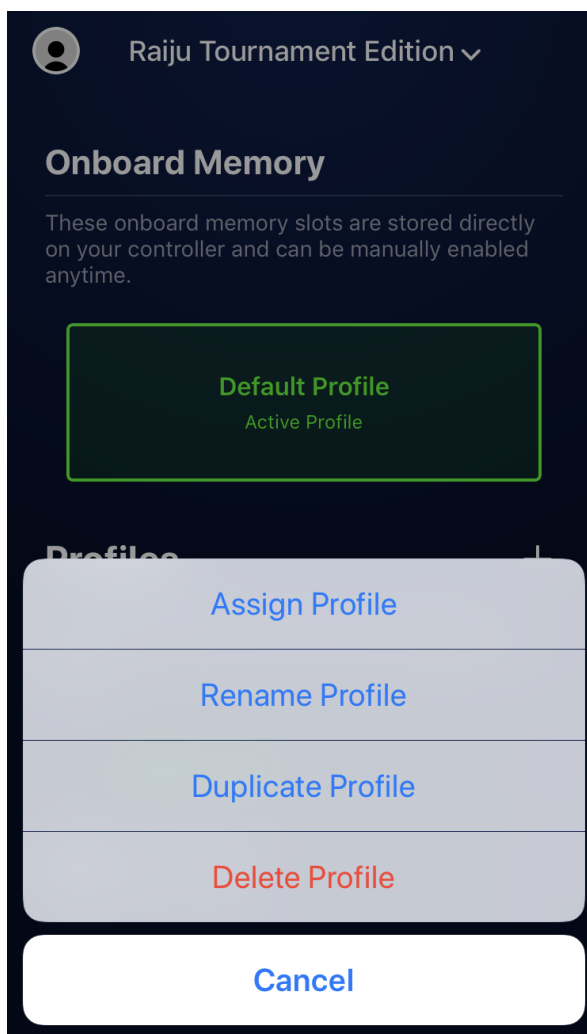 Raiju Tournament Edition
Onboard Memory
These onboard memory slots are stored directly
on your controller and can be manually enabled
anytime.
Default Profile
Active Profile
Profiles
Assign Profile
Rename Profile
Duplicate Profile
Delete Profile
Cancel